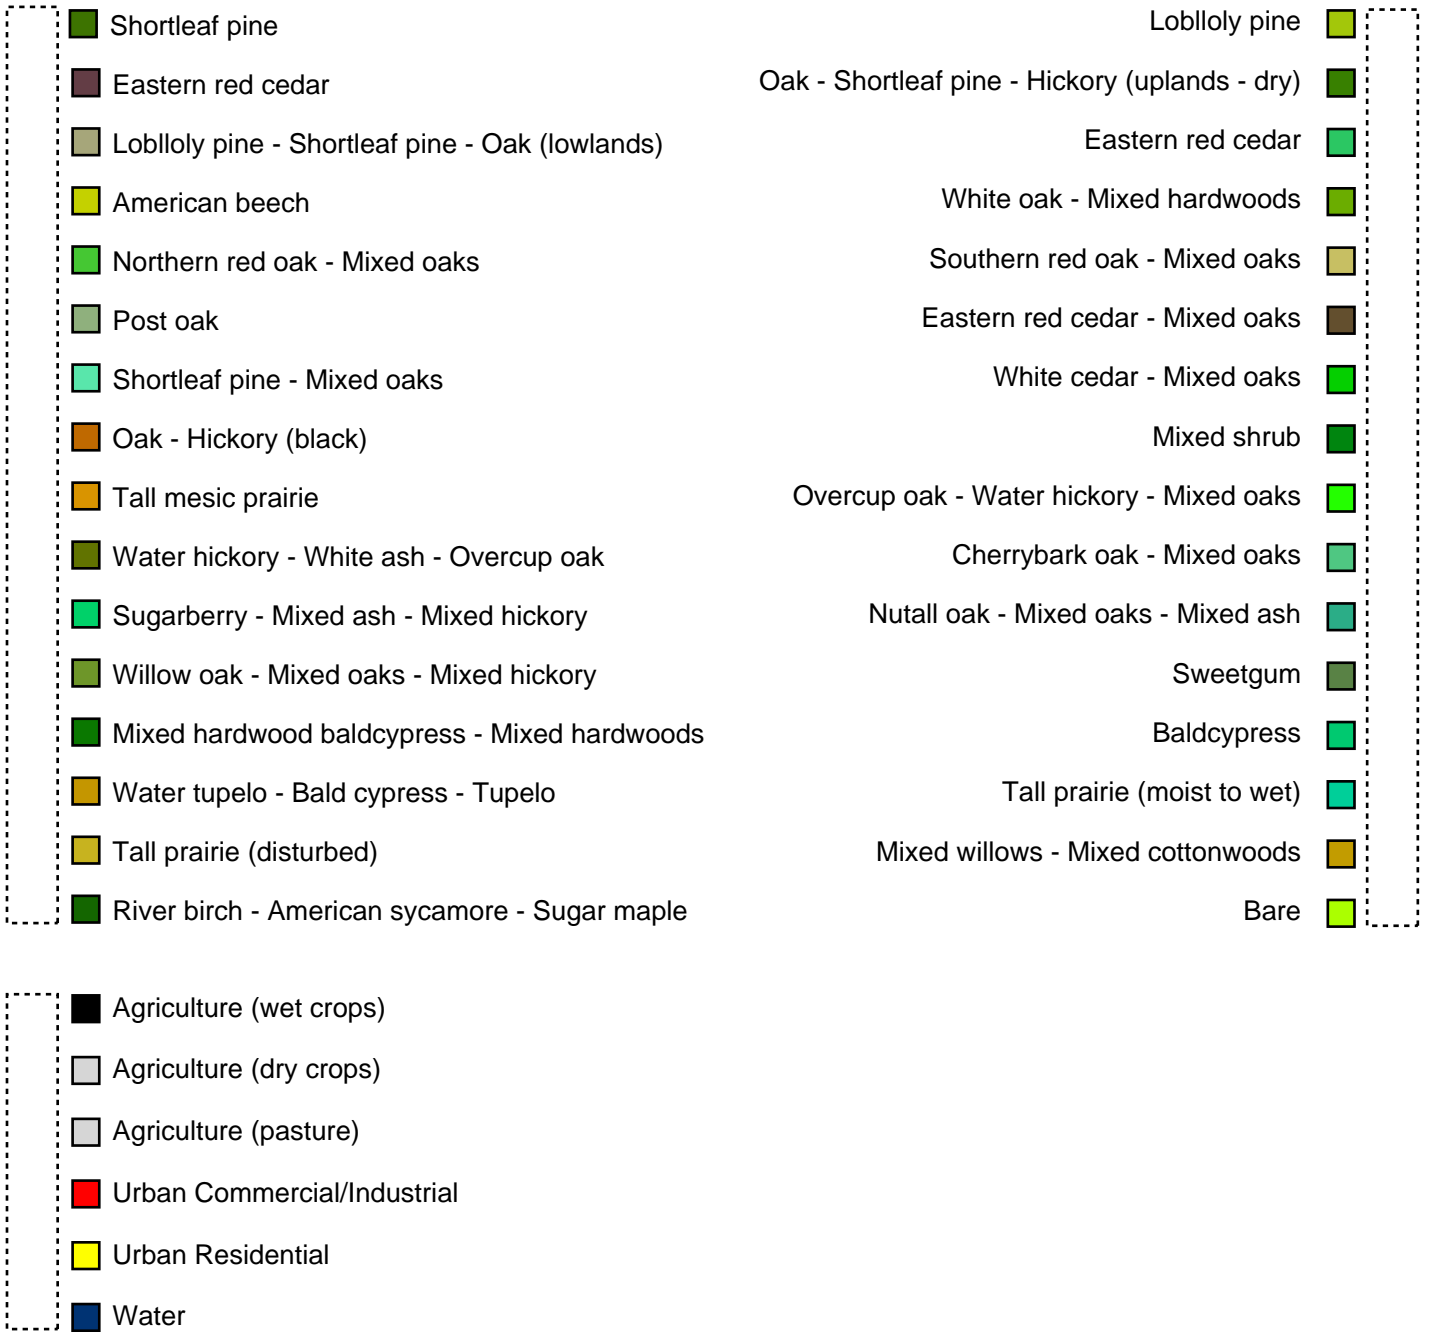 Shortleaf pine
Eastern red cedar
Loblloly pine - Shortleaf pine - Oak (lowlands)
American beech
Northern red oak - Mixed oaks
Post oak
Shortleaf pine - Mixed oaks
Oak - Hickory (black)
Tall mesic prairie
Water hickory - White ash - Overcup oak
Sugarberry - Mixed ash - Mixed hickory
Willow oak - Mixed oaks - Mixed hickory
Mixed hardwood baldcypress - Mixed hardwoods
Water tupelo - Bald cypress - Tupelo
Tall prairie (disturbed)
River birch - American sycamore - Sugar maple
Loblloly pine
Oak - Shortleaf pine - Hickory (uplands - dry)
Eastern red cedar
White oak - Mixed hardwoods
Southern red oak - Mixed oaks
Eastern red cedar - Mixed oaks
White cedar - Mixed oaks
Mixed shrub
Overcup oak - Water hickory - Mixed oaks
Cherrybark oak - Mixed oaks
Nutall oak - Mixed oaks - Mixed ash
Sweetgum
Baldcypress
Tall prairie (moist to wet)
Mixed willows - Mixed cottonwoods
Bare
Agriculture (wet crops)
Agriculture (dry crops)
Agriculture (pasture)
Urban Commercial/Industrial
Urban Residential
Water